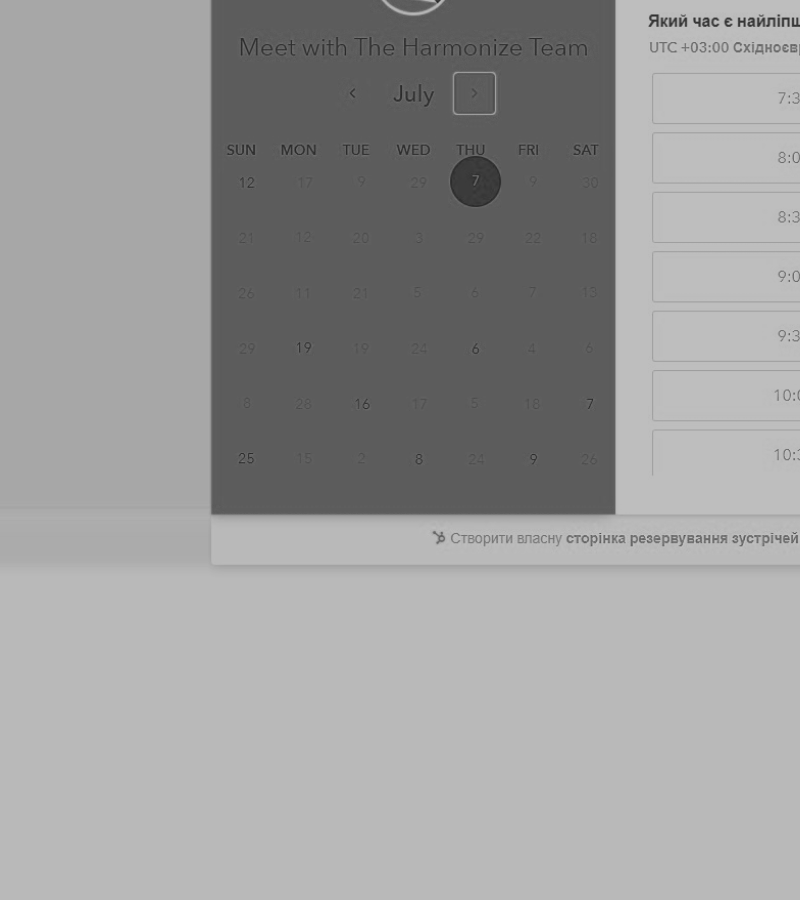 Meet with The Harmonize Team
July
SUN MON TUE WED THU FRI SAT
12 17 9 29 7 9 30
21 12 20 3 29 22 18
26 11 21 5 6 7 13
29 19 19 24 6 4 6
8 28 28 16 17 5 18 7
25 15 2 8 24 9 26
Який час є найліпш
UTC +03:00 Східноєвр
7:3
8:0
8:3
9:0
9:3
10:0
10:3
Створити власну сторінка резервування зустрічей